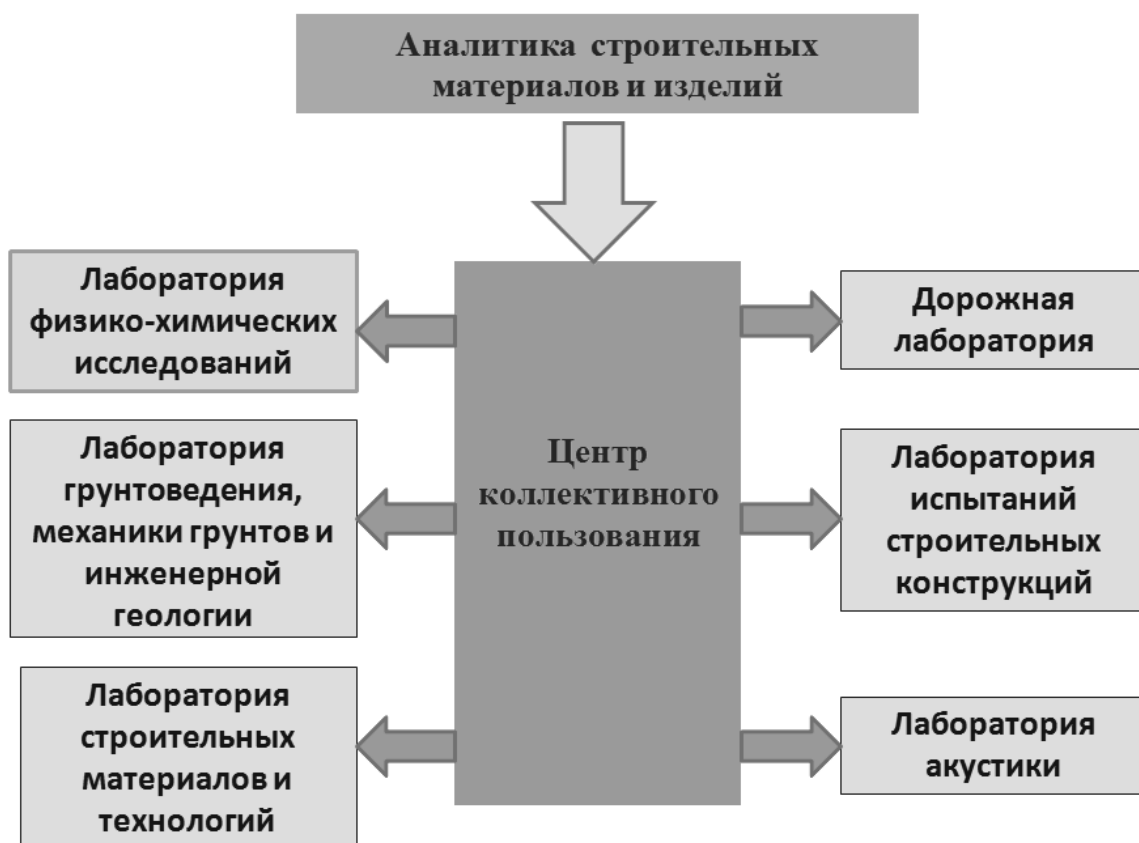 Аналитика строительных
материалов и изделий
Лаборатория
физико-химических
исследований
Лаборатория
грунтоведения,
механики грунтов и
инженерной
геологии
Лаборатория
строительных
материалов и
технологий
Центр
коллективного
пользования
Дорожная
лаборатория
Лаборатория
испытаний
строительных
конструкций
Лаборатория
акустики